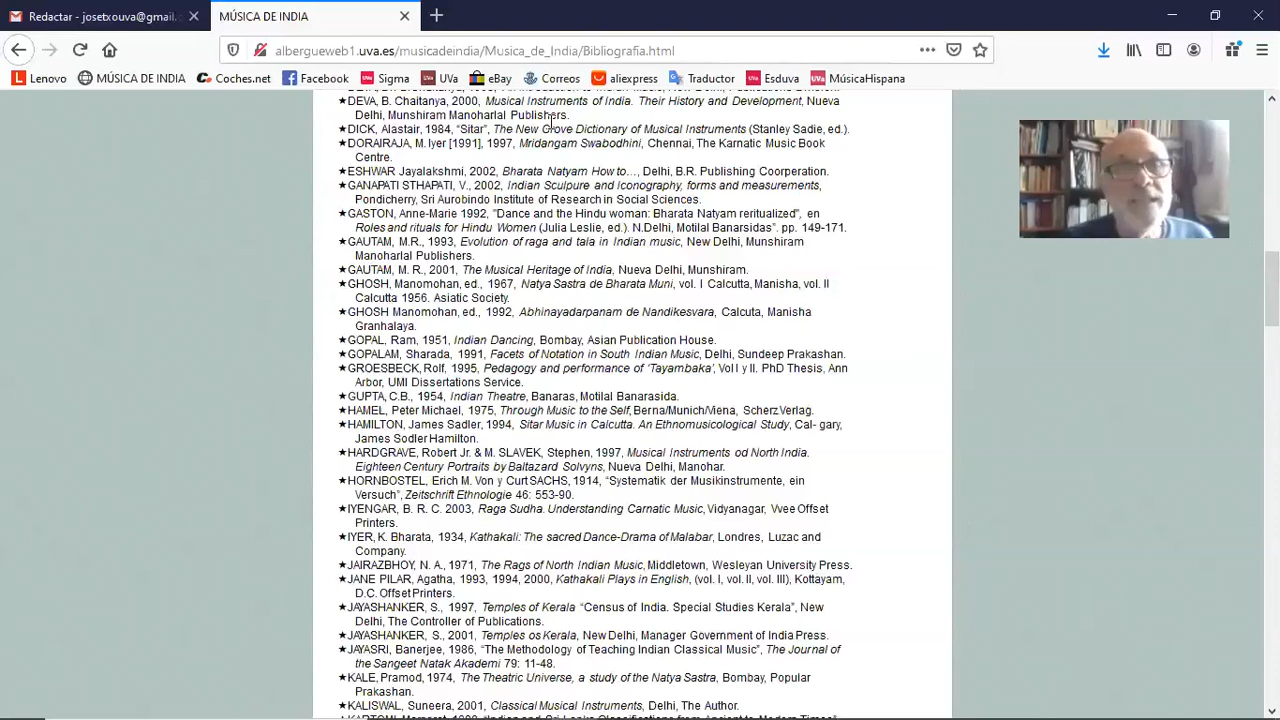 Redactar - josetxouva@gmail.
MÚSICA DE INDIA
albergueweb1.uva.es/musicadeindia/Musica_de_India/Bibliografia.html
Lenovo MÚSICA DE INDIA Coches.net Facebook Sigma UVa eBay Correos aliexpress Traductor Esduva MúsicaHispana
★DEVA, B. Chaitanya, 2000, Musical Instruments of India. Their History and Development, Nueva
Delhi, Munshiram Manoharlal Publishers.
★DICK, Alastair, 1984, “Sitar”, The New Grove Dictionary of Musical Instruments (Stanley Sadie, ed.).
★DORAIRAJA, M. Iyer [1991], 1997, Mridangam Swabodhini, Chennai, The Karnatic Music Book
Centre.
★ESHWAR Jayalakshmi, 2002, Bharata Natyam How to…, Delhi, B.R. Publishing Coorperation.
★GANAPATI STHAPATI, V., 2002, Indian Sculpure and Iconography, forms and measurements,
Pondicherry, Sri Aurobindo Institute of Research in Social Sciences.
★GASTON, Anne-Marie 1992, "Dance and the Hindu woman: Bharata Natyam reritualized", en
Roles and rituals for Hindu Women (Julia Leslie, ed.). N.Delhi, Motilal Banarsidas”. pp. 149-171.
★GAUTAM, M.R., 1993, Evolution of raga and tala in Indian music, New Delhi, Munshiram
Manoharlal Publishers.
★GAUTAM, M. R., 2001, The Musical Heritage of India, Nueva Delhi, Munshiram.
★GHOSH, Manomohan, ed., 1967, Natya Sastra de Bharata Muni, vol. I Calcutta, Manisha, vol. II
Calcutta 1956. Asiatic Society.
★GHOSH Manomohan, ed., 1992, Abhinayadarpanam de Nandikesvara, Calcuta, Manisha
Granhalaya.
★GOPAL, Ram, 1951, Indian Dancing, Bombay, Asian Publication House.
★GOPALAM, Sharada, 1991, Facets of Notation in South Indian Music, Delhi, Sundeep Prakashan.
★GROESBECK, Rolf, 1995, Pedagogy and performance of ‘Tayambaka’, Vol I y II. PhD Thesis, Ann
Arbor, UMI Dissertations Service.
★GUPTA, C.B., 1954, Indian Theatre, Banaras, Motilal Banarasida.
★HAMEL, Peter Michael, 1975, Through Music to the Self, Berna/Munich/Viena, Scherz Verlag.
★HAMILTON, James Sadler, 1994, Sitar Music in Calcutta. An Ethnomusicological Study, Cal- gary,
James Sodler Hamilton.
★HARDGRAVE, Robert Jr. & M. SLAVEK, Stephen, 1997, Musical Instruments od North India.
Eighteen Century Portraits by Baltazard Solvyns, Nueva Delhi, Manohar.
★HORNBOSTEL, Erich M. Von y Curt SACHS, 1914, “Systematik der Musikinstrumente, ein
Versuch”, Zeitschrift Ethnologie 46: 553-90.
★IYENGAR, B. R. C. 2003, Raga Sudha. Understanding Carnatic Music, Vidyanagar, Vvee Offset
Printers.
★IYER, K. Bharata, 1934, Kathakali: The sacred Dance-Drama of Malabar, Londres, Luzac and
Company.
★JAIRAZBHOY, N. A., 1971, The Rags of North Indian Music, Middletown, Wesleyan University Press.
★JANE PILAR, Agatha, 1993, 1994, 2000, Kathakali Plays in English, (vol. I, vol. II, vol. III), Kottayam,
D.C. Offset Printers.
★JAYASHANKER, S., 1997, Temples of Kerala “Census of India. Special Studies Kerala”, New
Delhi, The Controller of Publications.
★JAYASHANKER, S., 2001, Temples os Kerala, New Delhi, Manager Government of India Press.
★JAYASRI, Banerjee, 1986, “The Methodology of Teaching Indian Classical Music”, The Journal of
the Sangeet Natak Akademi 79: 11-48.
★KALE, Pramod, 1974, The Theatric Universe, a study of the Natya Sastra, Bombay, Popular
Prakashan.
★KALISWAL, Suneera, 2001, Classical Musical Instruments, Delhi, The Author.